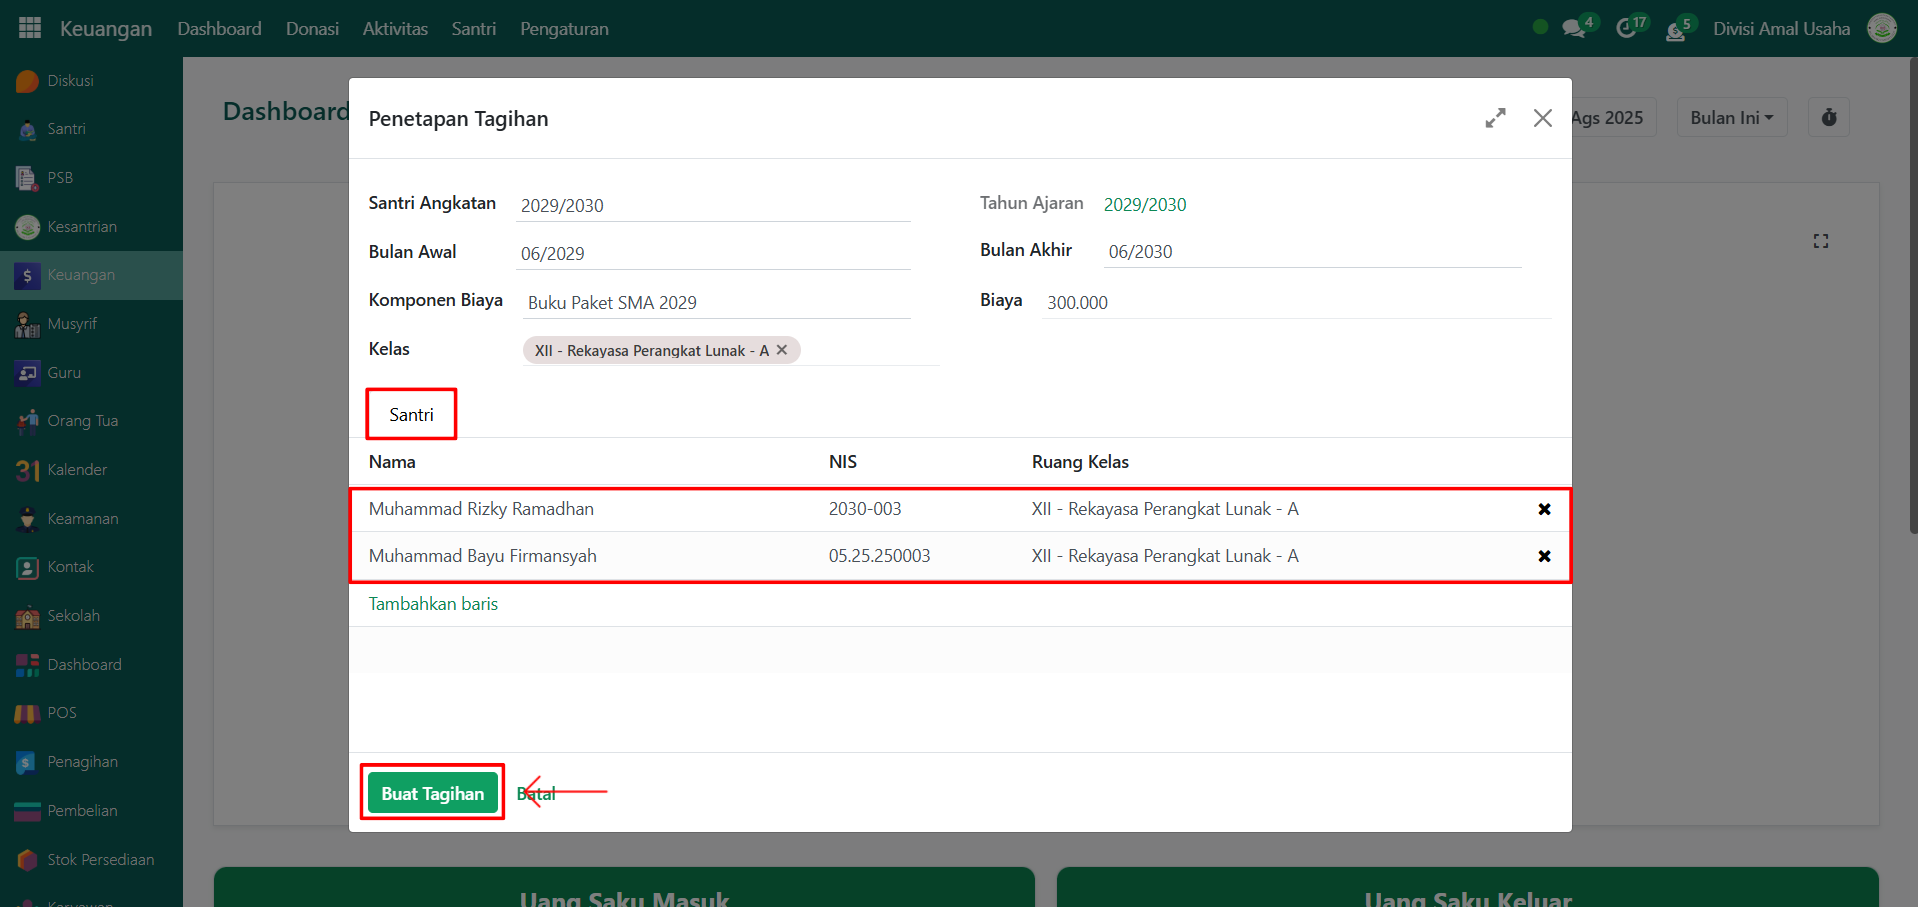 Keuangan Dashboard Donasi Aktivitas Santri Pengaturan 4 17 5 Divisi Amal Usaha
Diskusi
Santri
PSB
Kesantrian
Keuangan
Musyrif
Guru
Orang Tua
31 Kalender
Keamanan
Kontak
Sekolah
Dashboard
POS
Penagihan
Pembelian
Stok Persediaan
Karyawan
Dashboard
Ags 2025 Bulan Ini
Penetapan Tagihan
Santri Angkatan 2029/2030 Tahun Ajaran 2029/2030
Bulan Awal 06/2029 Bulan Akhir 06/2030
Komponen Biaya Buku Paket SMA 2029 Biaya 300.000
Kelas XII - Rekayasa Perangkat Lunak - A
Santri
Nama NIS Ruang Kelas
Muhammad Rizky Ramadhan 2030-003 XII - Rekayasa Perangkat Lunak - A
Muhammad Bayu Firmansyah 05.25.250003 XII - Rekayasa Perangkat Lunak - A
Tambahkan baris
Buat Tagihan Batal
Uang Saku Masuk Uang Saku Keluar